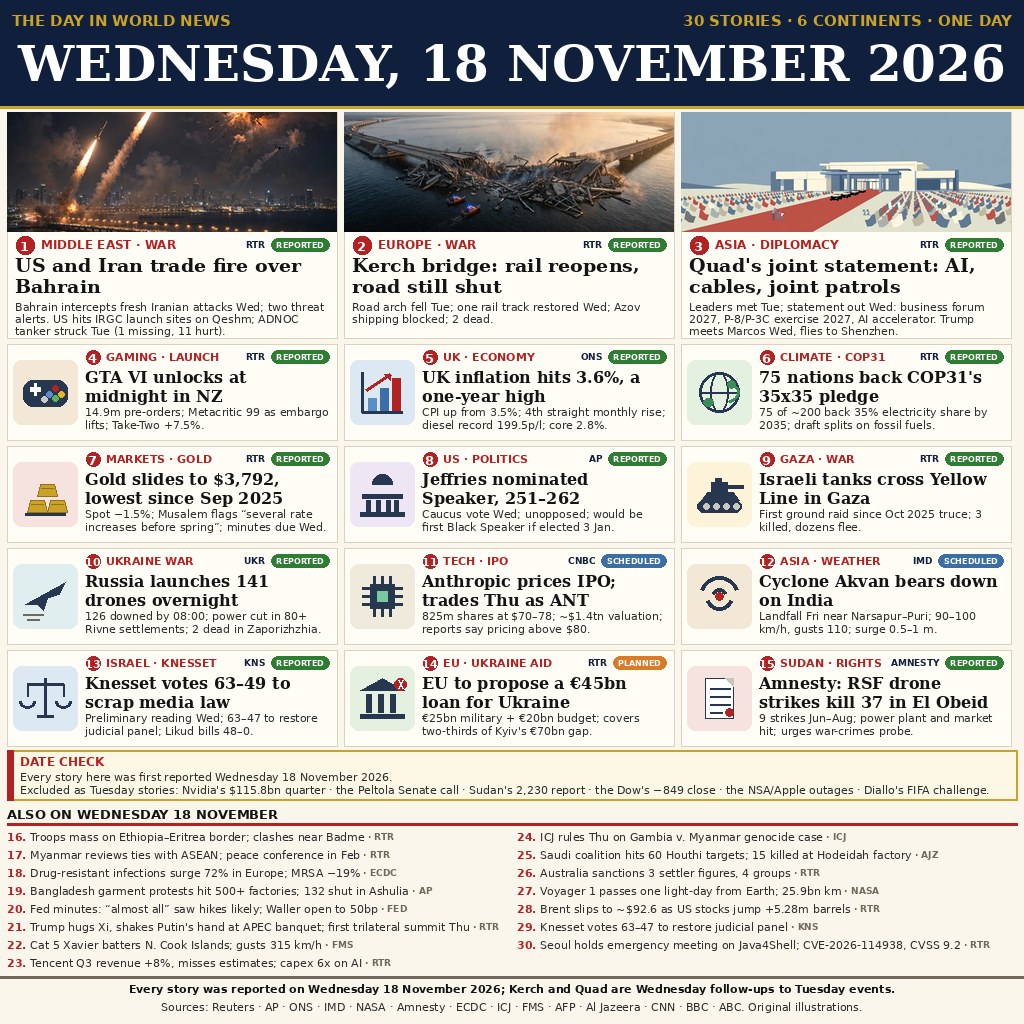 THE DAY IN WORLD NEWS
30 STORIES · 6 CONTINENTS · ONE DAY
WEDNESDAY, 18 NOVEMBER 2026
1 MIDDLE EAST · WAR RTR REPORTED
US and Iran trade fire over
Bahrain
Bahrain intercepts fresh Iranian attacks Wed; two threat
alerts. US hits IRGC launch sites on Qeshm; ADNOC
tanker struck Tue (1 missing, 11 hurt).
2 EUROPE · WAR RTR REPORTED
Kerch bridge: rail reopens,
road still shut
Road arch fell Tue; one rail track restored Wed; Azov
shipping blocked; 2 dead.
3 ASIA · DIPLOMACY RTR REPORTED
Quad's joint statement: AI,
cables, joint patrols
Leaders met Tue; statement out Wed: business forum
2027, P-8/P-3C exercise 2027, AI accelerator. Trump
meets Marcos Wed, flies to Shenzhen.
4 GAMING · LAUNCH RTR REPORTED
GTA VI unlocks at
midnight in NZ
14.9m pre-orders; Metacritic 99 as embargo
lifts; Take-Two +7.5%.
5 UK · ECONOMY ONS REPORTED
UK inflation hits 3.6%, a
one-year high
CPI up from 3.5%; 4th straight monthly rise;
diesel record 199.5p/l; core 2.8%.
6 CLIMATE · COP31 RTR REPORTED
75 nations back COP31's
35x35 pledge
75 of ~200 back 35% electricity share by
2035; draft splits on fossil fuels.
7 MARKETS · GOLD RTR REPORTED
Gold slides to $3,792,
lowest since Sep 2025
Spot −1.5%; Musalem flags “several rate
increases before spring”; minutes due Wed.
8 US · POLITICS AP REPORTED
Jeffries nominated
Speaker, 251–262
Caucus vote Wed; unopposed; would be
first Black Speaker if elected 3 Jan.
9 GAZA · WAR RTR REPORTED
Israeli tanks cross Yellow
Line in Gaza
First ground raid since Oct 2025 truce; 3
killed, dozens flee.
10 UKRAINE WAR UKR REPORTED
Russia launches 141
drones overnight
126 downed by 08:00; power cut in 80+
Rivne settlements; 2 dead in Zaporizhzhia.
11 TECH · IPO CNBC SCHEDULED
Anthropic prices IPO;
trades Thu as ANT
825m shares at $70–78; ~$1.4tn valuation;
reports say pricing above $80.
12 ASIA · WEATHER IMD SCHEDULED
Cyclone Akvan bears down
on India
Landfall Fri near Narsapur–Puri; 90–100
km/h, gusts 110; surge 0.5–1 m.
13 ISRAEL · KNESSET KNS REPORTED
Knesset votes 63–49 to
scrap media law
Preliminary reading Wed; 63–47 to restore
judicial panel; Likud bills 48–0.
14 EU · UKRAINE AID RTR PLANNED
EU to propose a €45bn
loan for Ukraine
€25bn military + €20bn budget; covers
two-thirds of Kyiv's €70bn gap.
15 SUDAN · RIGHTS AMNESTY REPORTED
Amnesty: RSF drone
strikes kill 37 in El Obeid
9 strikes Jun–Aug; power plant and market
hit; urges war-crimes probe.
DATE CHECK
Every story here was first reported Wednesday 18 November 2026.
Excluded as Tuesday stories: Nvidia's $115.8bn quarter · the Peltola Senate call · Sudan's 2,230 report · the Dow's −849 close · the NSA/Apple outages · Diallo's FIFA challenge.
ALSO ON WEDNESDAY 18 NOVEMBER
16. Troops mass on Ethiopia–Eritrea border; clashes near Badme · RTR
17. Myanmar reviews ties with ASEAN; peace conference in Feb · RTR
18. Drug-resistant infections surge 72% in Europe; MRSA −19% · ECDC
19. Bangladesh garment protests hit 500+ factories; 132 shut in Ashulia · AP
20. Fed minutes: “almost all” saw hikes likely; Waller open to 50bp · FED
21. Trump hugs Xi, shakes Putin's hand at APEC banquet; first trilateral summit Thu · RTR
22. Cat 5 Xavier batters N. Cook Islands; gusts 315 km/h · FMS
23. Tencent Q3 revenue +8%, misses estimates; capex 6x on AI · RTR
24. ICJ rules Thu on Gambia v. Myanmar genocide case · ICJ
25. Saudi coalition hits 60 Houthi targets; 15 killed at Hodeidah factory · AJZ
26. Australia sanctions 3 settler figures, 4 groups · RTR
27. Voyager 1 passes one light-day from Earth; 25.9bn km · NASA
28. Brent slips to ~$92.6 as US stocks jump +5.28m barrels · RTR
29. Knesset votes 63–47 to restore judicial panel · KNS
30. Seoul holds emergency meeting on Java4Shell; CVE-2026-114938, CVSS 9.2 · RTR
Every story was reported on Wednesday 18 November 2026; Kerch and Quad are Wednesday follow-ups to Tuesday events.
Sources: Reuters · AP · ONS · IMD · NASA · Amnesty · ECDC · ICJ · FMS · AFP · Al Jazeera · CNN · BBC · ABC. Original illustrations.